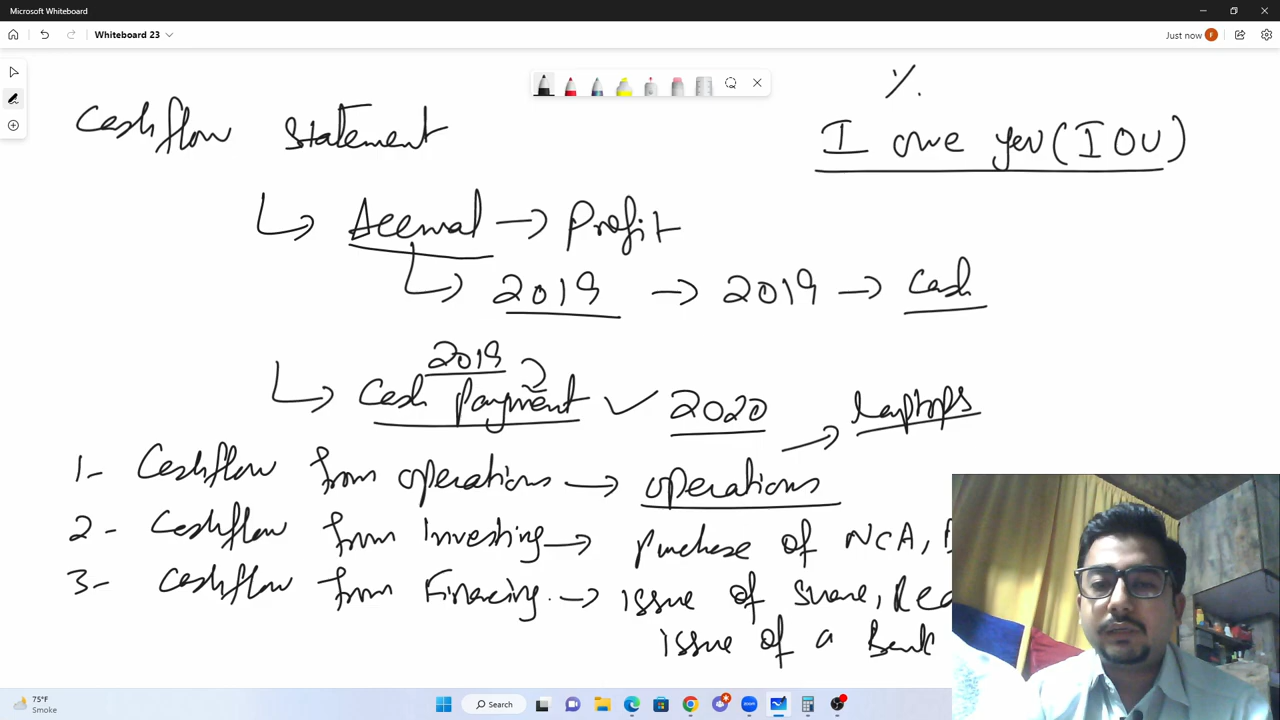 Microsoft Whiteboard
Whiteboard 23
Just now
F
%
Cashflow Statement
I owe you (IOU)
Accrual → Profit
2019 → 2019 → Cash
2019
Cash Payment ✓ 2020
laptops
1- Cashflow from operations → operations
2- Cashflow from Investing → purchase of NCA,
3- Cashflow from Financing. → issue of share,
issue of a Bank
75°F
Smoke
Search